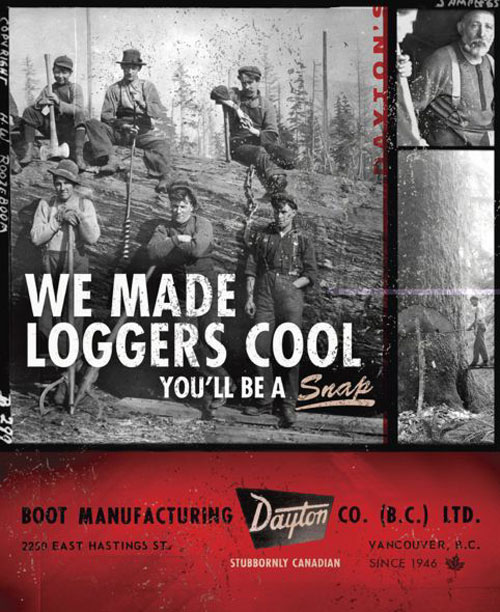 COPYRIGHT H.W. ROOZEBOOM
DAYTON'S
WE MADE
LOGGERS COOL
YOU'LL BE A Snap
B 299
BOOT MANUFACTURING Dayton CO. (B.C.) LTD.
2250 EAST HASTINGS ST. VANCOUVER, B.C.
STUBBORNLY CANADIAN SINCE 1946